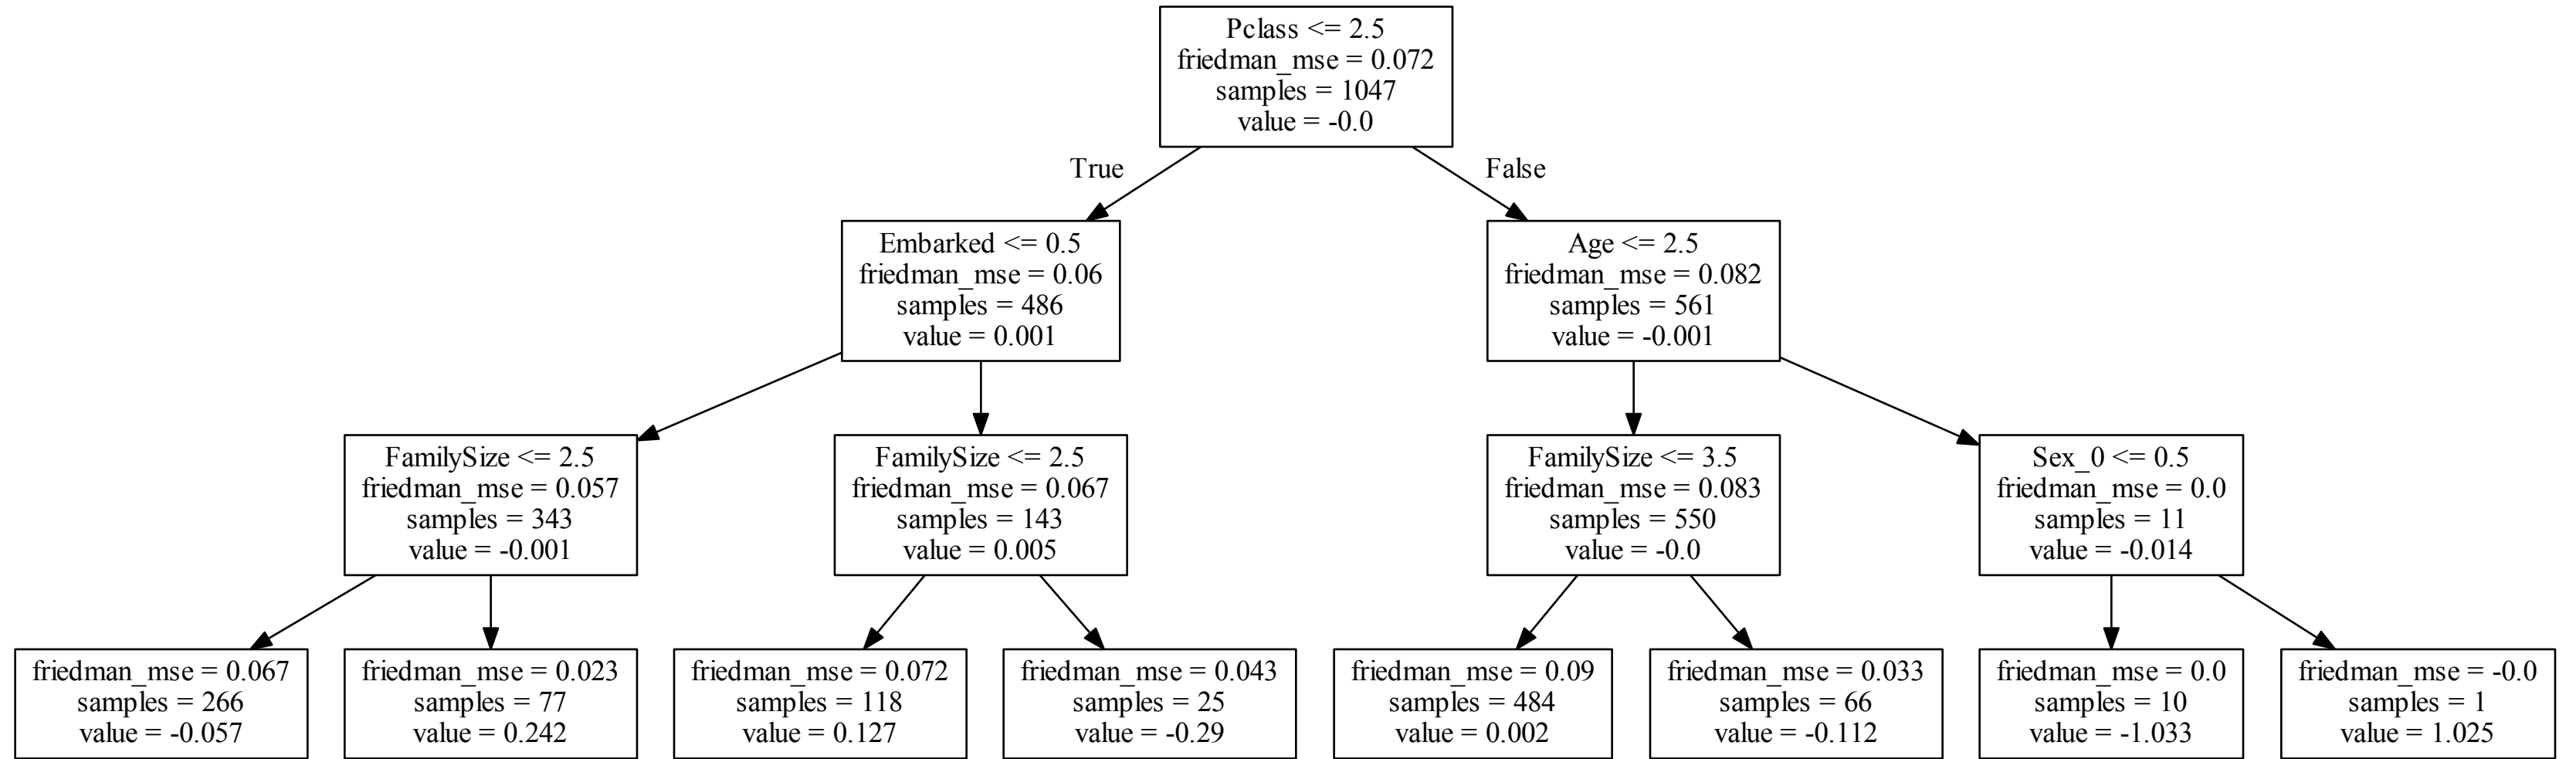 Pclass <= 2.5
friedman_mse = 0.072
samples = 1047
value = -0.0
True
False
Embarked <= 0.5
friedman_mse = 0.06
samples = 486
value = 0.001
Age <= 2.5
friedman_mse = 0.082
samples = 561
value = -0.001
FamilySize <= 2.5
friedman_mse = 0.057
samples = 343
value = -0.001
FamilySize <= 2.5
friedman_mse = 0.067
samples = 143
value = 0.005
FamilySize <= 3.5
friedman_mse = 0.083
samples = 550
value = -0.0
Sex_0 <= 0.5
friedman_mse = 0.0
samples = 11
value = -0.014
friedman_mse = 0.067
samples = 266
value = -0.057
friedman_mse = 0.023
samples = 77
value = 0.242
friedman_mse = 0.072
samples = 118
value = 0.127
friedman_mse = 0.043
samples = 25
value = -0.29
friedman_mse = 0.09
samples = 484
value = 0.002
friedman_mse = 0.033
samples = 66
value = -0.112
friedman_mse = 0.0
samples = 10
value = -1.033
friedman_mse = -0.0
samples = 1
value = 1.025